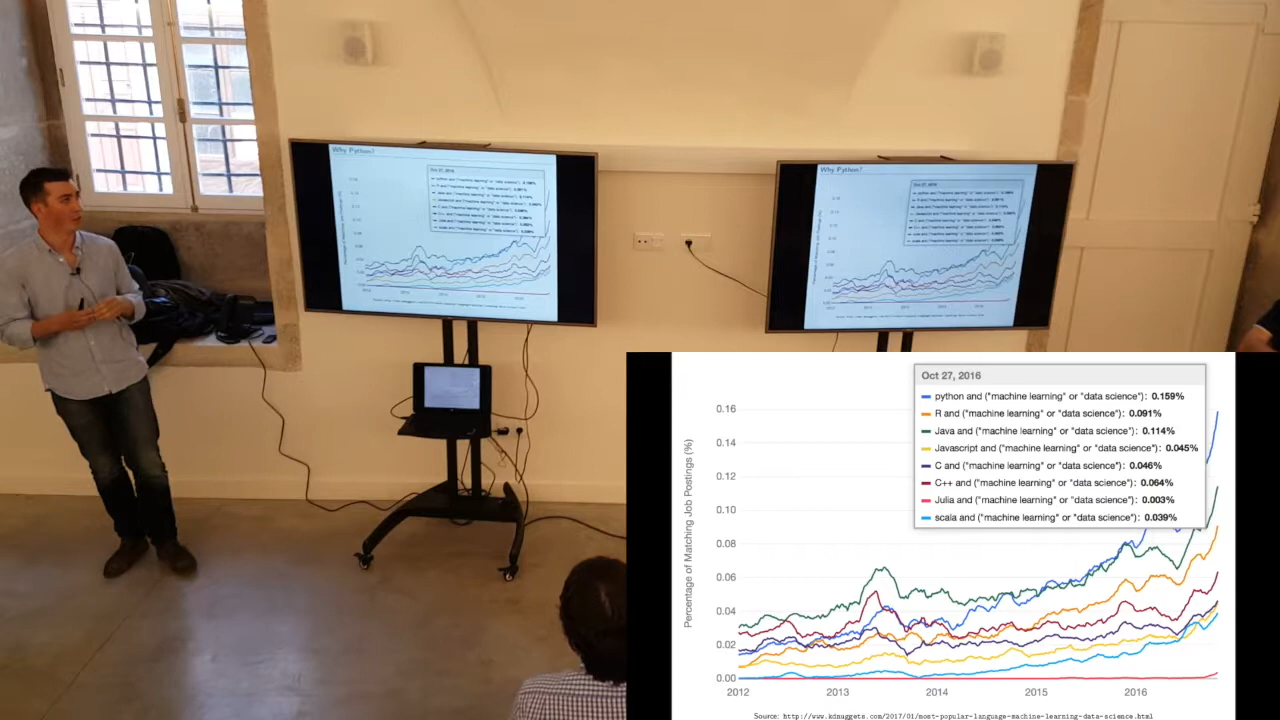 Why Python?
Why Python?
Oct 27, 2016
python and ("machine learning" or "data science"): 0.159%
R and ("machine learning" or "data science"): 0.091%
Java and ("machine learning" or "data science"): 0.114%
Javascript and ("machine learning" or "data science"): 0.045%
C and ("machine learning" or "data science"): 0.046%
C++ and ("machine learning" or "data science"): 0.064%
Julia and ("machine learning" or "data science"): 0.003%
scala and ("machine learning" or "data science"): 0.039%
Percentage of Matching Job Postings (%)
0.16
0.14
0.12
0.10
0.08
0.06
0.04
0.02
0.00
2012 2013 2014 2015 2016
Source: http://www.kdnuggets.com/2017/01/most-popular-language-machine-learning-data-science.html